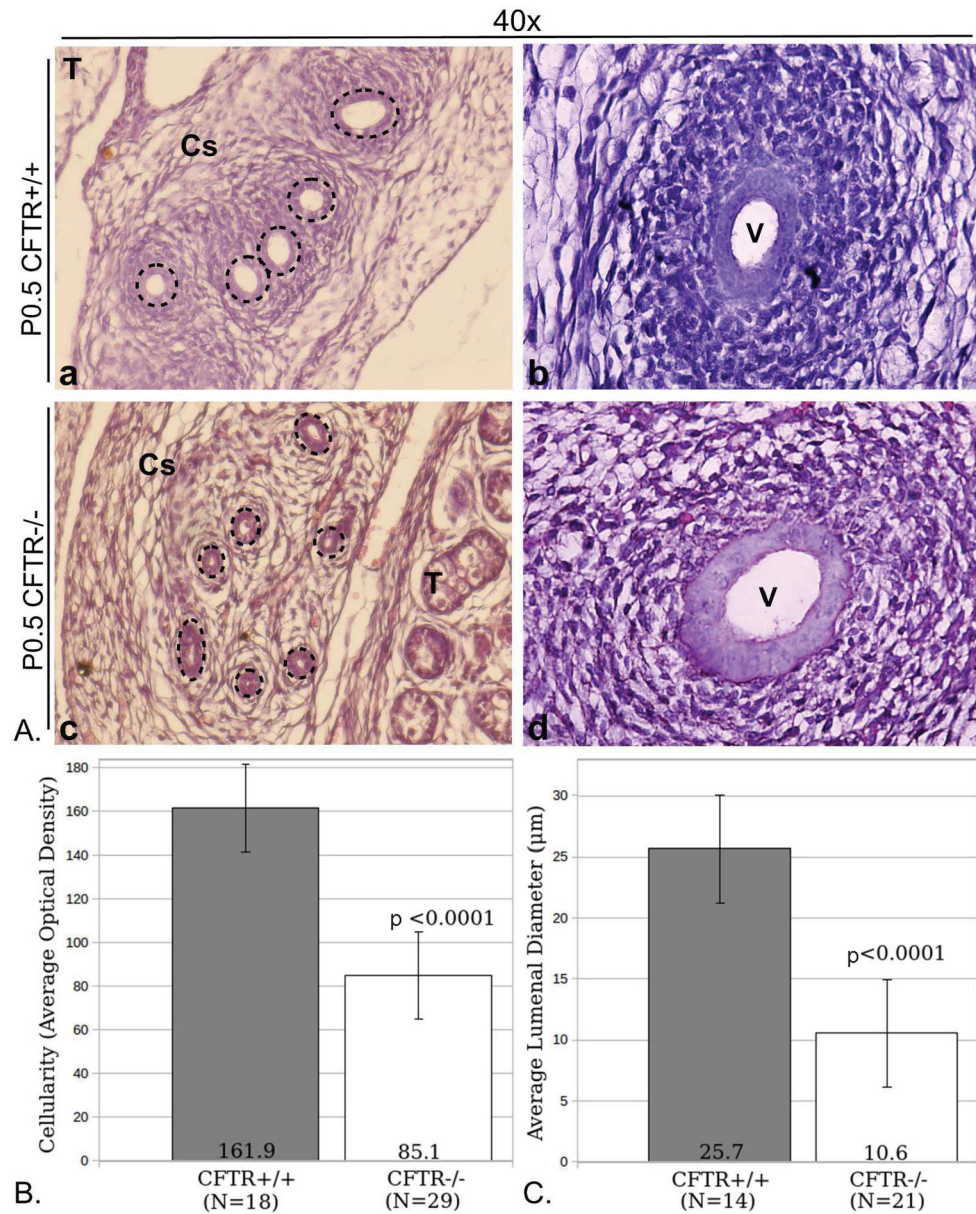 40x
P0.5 CFTR+/+
T
Cs
a
V
b
P0.5 CFTR-/-
Cs
T
c
V
d
A.
Cellularity (Average Optical Density)
180
160
140
120
100
80
60
40
20
0
p <0.0001
161.9
85.1
CFTR+/+
(N=18)
CFTR-/-
(N=29)
B.
Average Lumenal Diameter (µm)
30
25
20
15
10
5
0
p<0.0001
25.7
10.6
CFTR+/+
(N=14)
CFTR-/-
(N=21)
C.